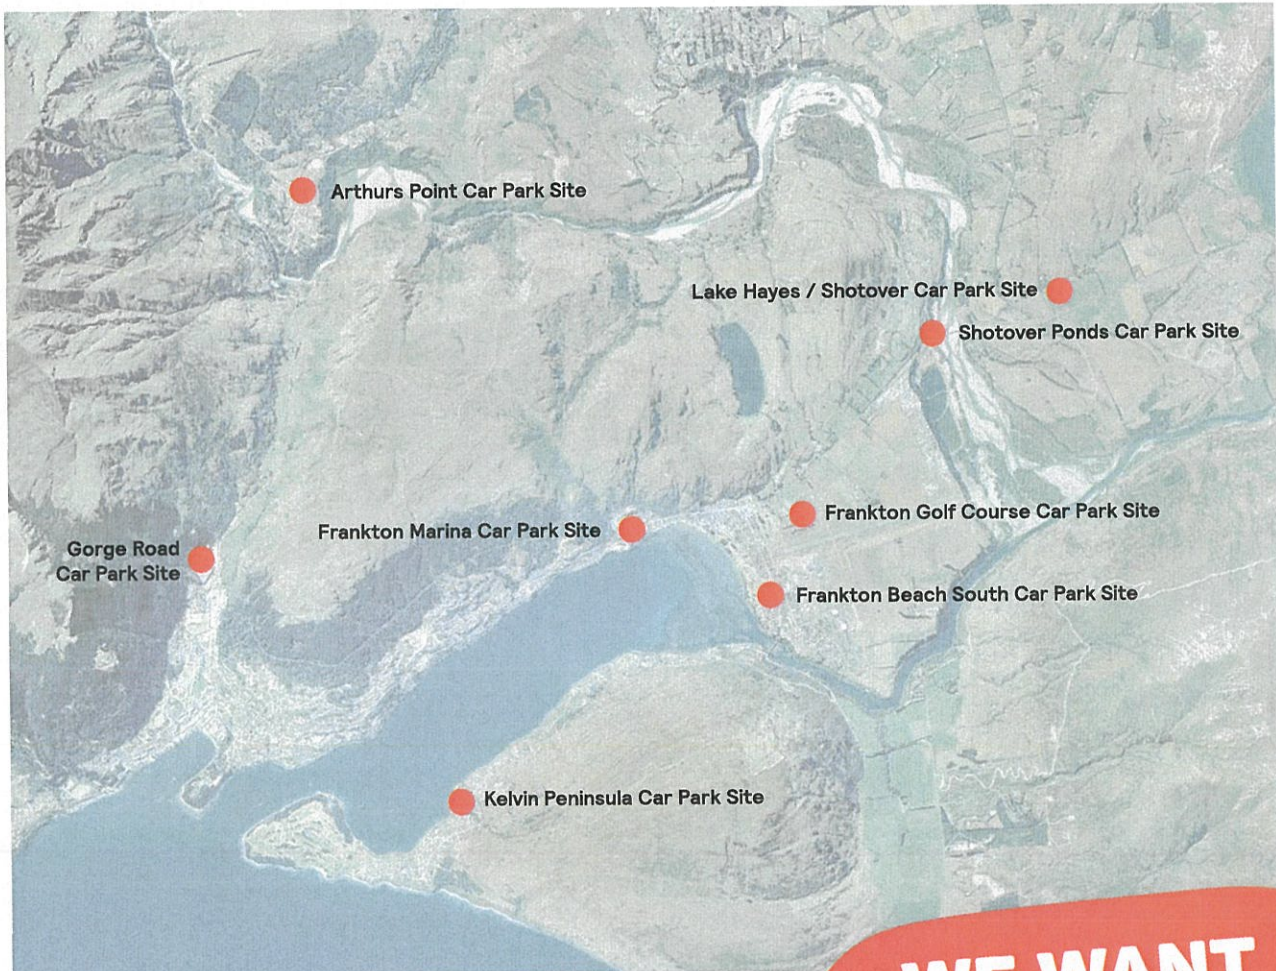 Arthurs Point Car Park Site
Lake Hayes / Shotover Car Park Site
Shotover Ponds Car Park Site
Frankton Golf Course Car Park Site
Frankton Marina Car Park Site
Gorge Road
Car Park Site
Frankton Beach South Car Park Site
Kelvin Peninsula Car Park Site
WE WANT